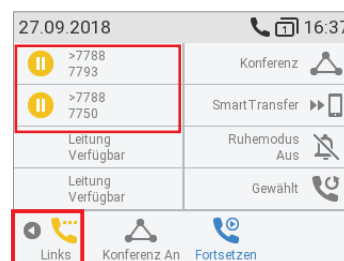 27.09.2018 1 16:37
>7788
7793
Konferenz
>7788
7750
SmartTransfer
Leitung
Verfügbar
Ruhemodus
Aus
Leitung
Verfügbar
Gewählt
Links Konferenz An Fortsetzen